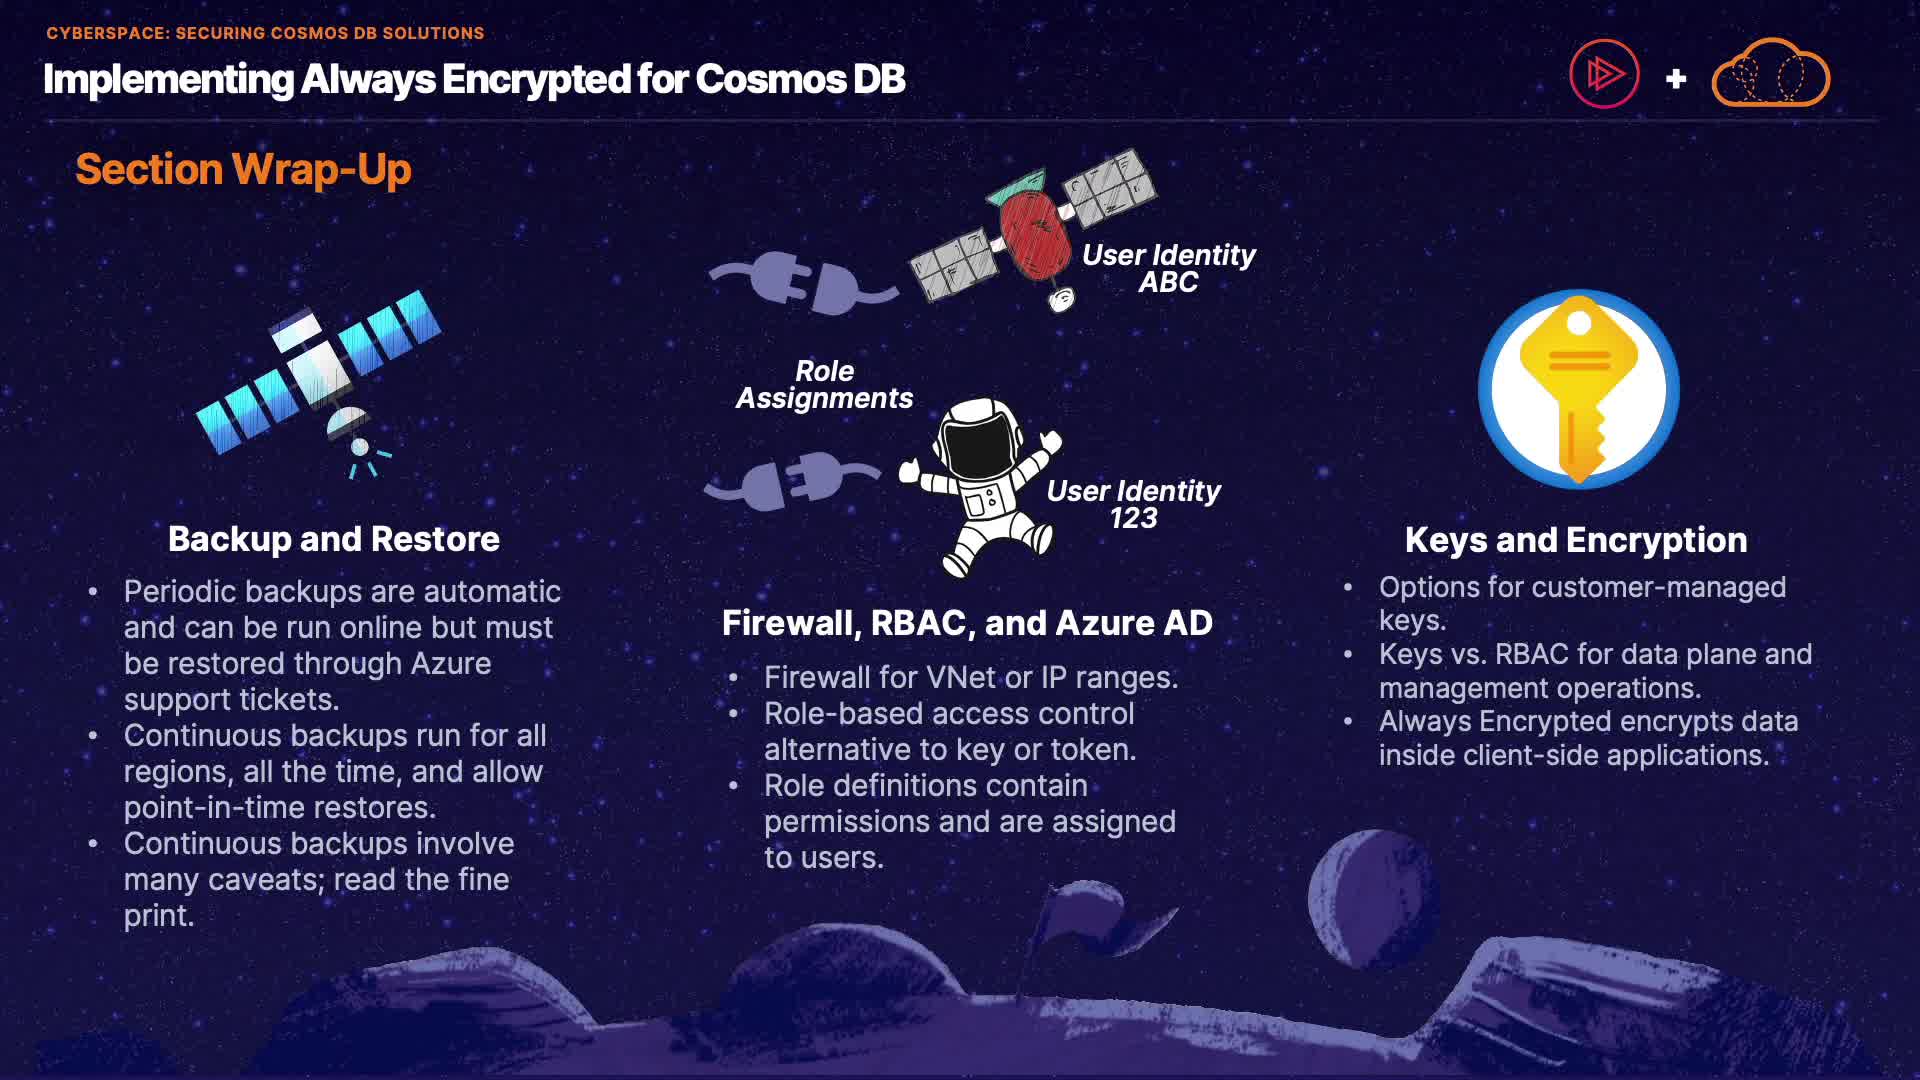 CYBERSPACE: SECURING COSMOS DB SOLUTIONS
Implementing Always Encrypted for Cosmos DB
Section Wrap-Up
User Identity
ABC
Role
Assignments
User Identity
123
Backup and Restore
• Periodic backups are automatic
and can be run online but must
be restored through Azure
support tickets.
• Continuous backups run for all
regions, all the time, and allow
point-in-time restores.
• Continuous backups involve
many caveats; read the fine
print.
Firewall, RBAC, and Azure AD
• Firewall for VNet or IP ranges.
• Role-based access control
alternative to key or token.
• Role definitions contain
permissions and are assigned
to users.
Keys and Encryption
• Options for customer-managed
keys.
• Keys vs. RBAC for data plane and
management operations.
• Always Encrypted encrypts data
inside client-side applications.